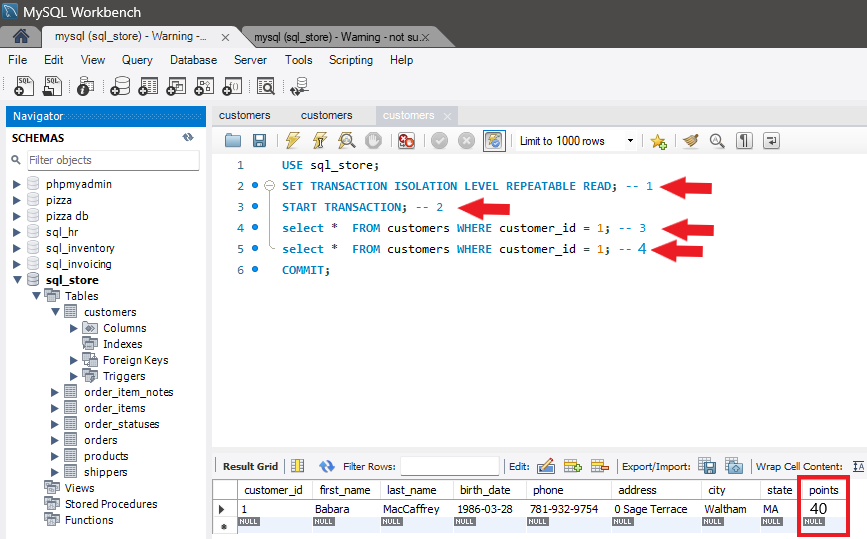 MySQL Workbench
mysql (sql_store) - Warning -... × mysql (sql_store) - Warning - not su... ×
File Edit View Query Database Server Tools Scripting Help
Navigator
SCHEMAS
Filter objects
phpmyadmin
pizza
pizza db
sql_hr
sql_inventory
sql_invoicing
sql_store
Tables
customers
Columns
Indexes
Foreign Keys
Triggers
order_item_notes
order_items
order_statuses
orders
products
shippers
Views
Stored Procedures
Functions
customers customers customers ×
Limit to 1000 rows
1 USE sql_store;
2 SET TRANSACTION ISOLATION LEVEL REPEATABLE READ; -- 1
3 START TRANSACTION; -- 2
4 select * FROM customers WHERE customer_id = 1; -- 3
5 select * FROM customers WHERE customer_id = 1; -- 4
6 COMMIT;
Result Grid Filter Rows: Edit: Export/Import: Wrap Cell Content: IA
customer_id first_name last_name birth_date phone address city state points
1 Babara MacCaffrey 1986-03-28 781-932-9754 0 Sage Terrace Waltham MA 40
NULL NULL NULL NULL NULL NULL NULL NULL NULL